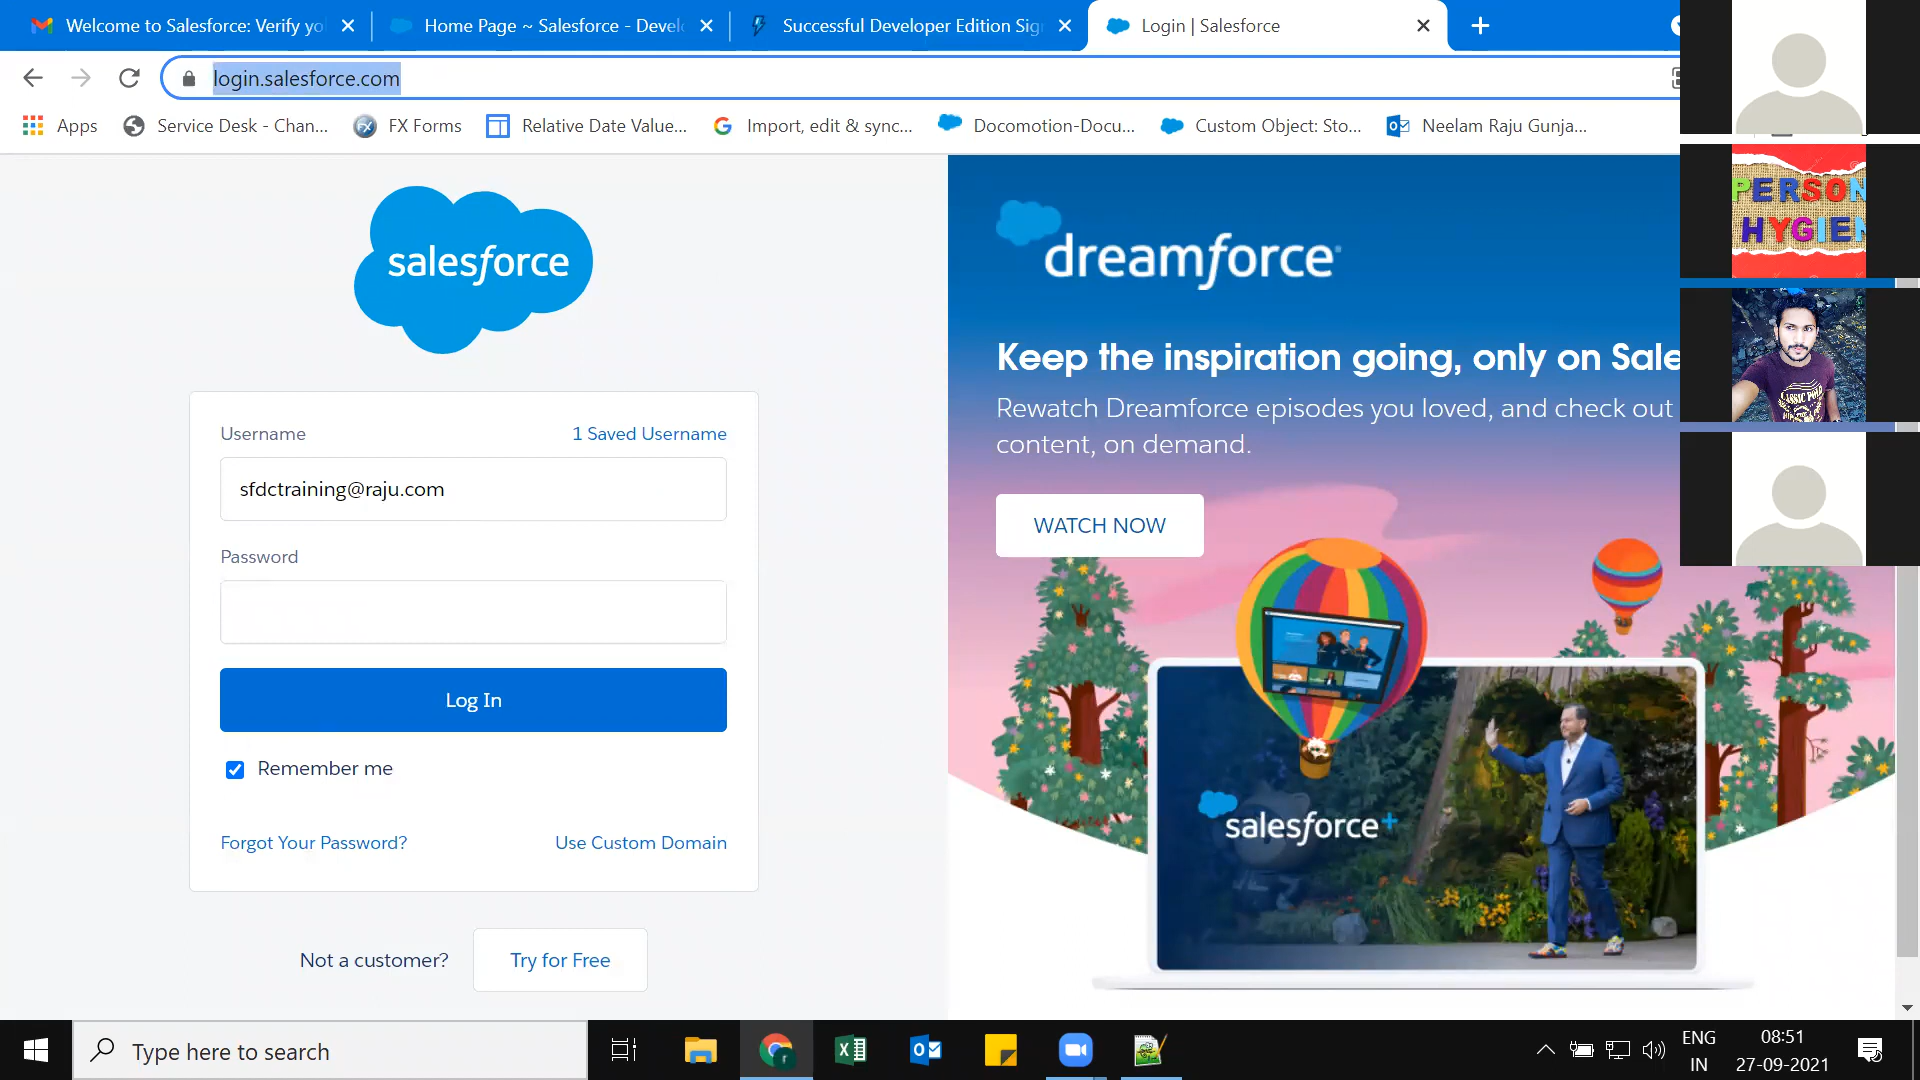 Welcome to Salesforce: Verify yo
Home Page ~ Salesforce - Devel
Successful Developer Edition Sig
Login | Salesforce
login.salesforce.com
Apps
Service Desk - Chan...
FX Forms
Relative Date Value...
Import, edit & sync...
Docomotion-Docu...
Custom Object: Sto...
Neelam Raju Gunja...
salesforce
Username
1 Saved Username
sfdctraining@raju.com
Password
Log In
Remember me
Forgot Your Password?
Use Custom Domain
Not a customer?
Try for Free
dreamforce
Keep the inspiration going, only on Sale
Rewatch Dreamforce episodes you loved, and check out
content, on demand.
WATCH NOW
salesforce+
PERSON
HYGIEN
CLASSIC POLO
Type here to search
ENG
IN
08:51
27-09-2021